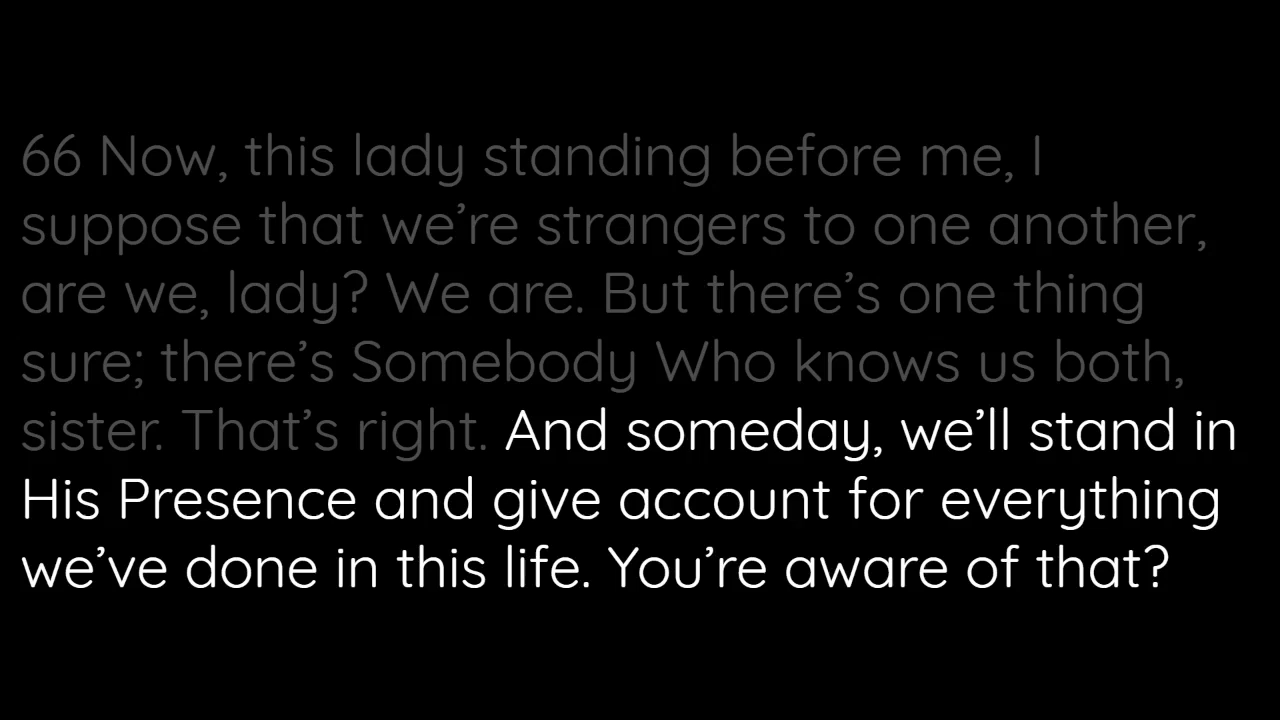 66 Now, this lady standing before me, I
suppose that we’re strangers to one another,
are we, lady? We are. But there’s one thing
sure; there’s Somebody Who knows us both,
sister. That’s right. And someday, we’ll stand in
His Presence and give account for everything
we’ve done in this life. You’re aware of that?